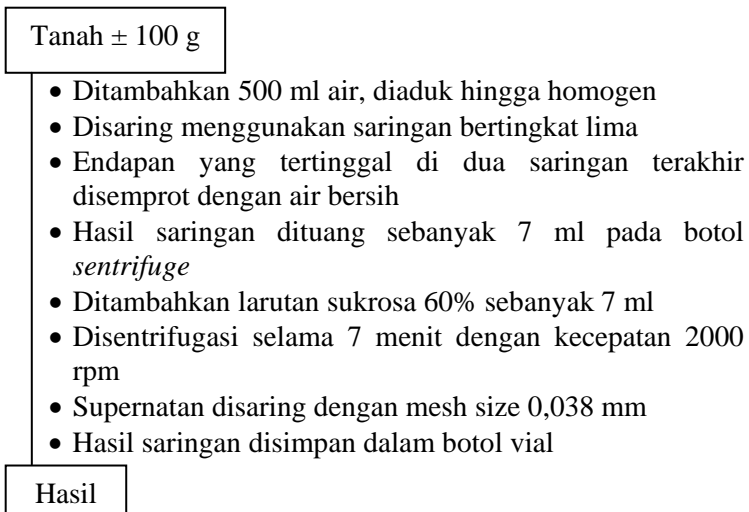 Tanah ± 100 g
• Ditambahkan 500 ml air, diaduk hingga homogen
• Disaring menggunakan saringan bertingkat lima
• Endapan yang tertinggal di dua saringan terakhir
disemprot dengan air bersih
• Hasil saringan dituang sebanyak 7 ml pada botol
sentrifuge
• Ditambahkan larutan sukrosa 60% sebanyak 7 ml
• Disentrifugasi selama 7 menit dengan kecepatan 2000
rpm
• Supernatan disaring dengan mesh size 0,038 mm
• Hasil saringan disimpan dalam botol vial
Hasil